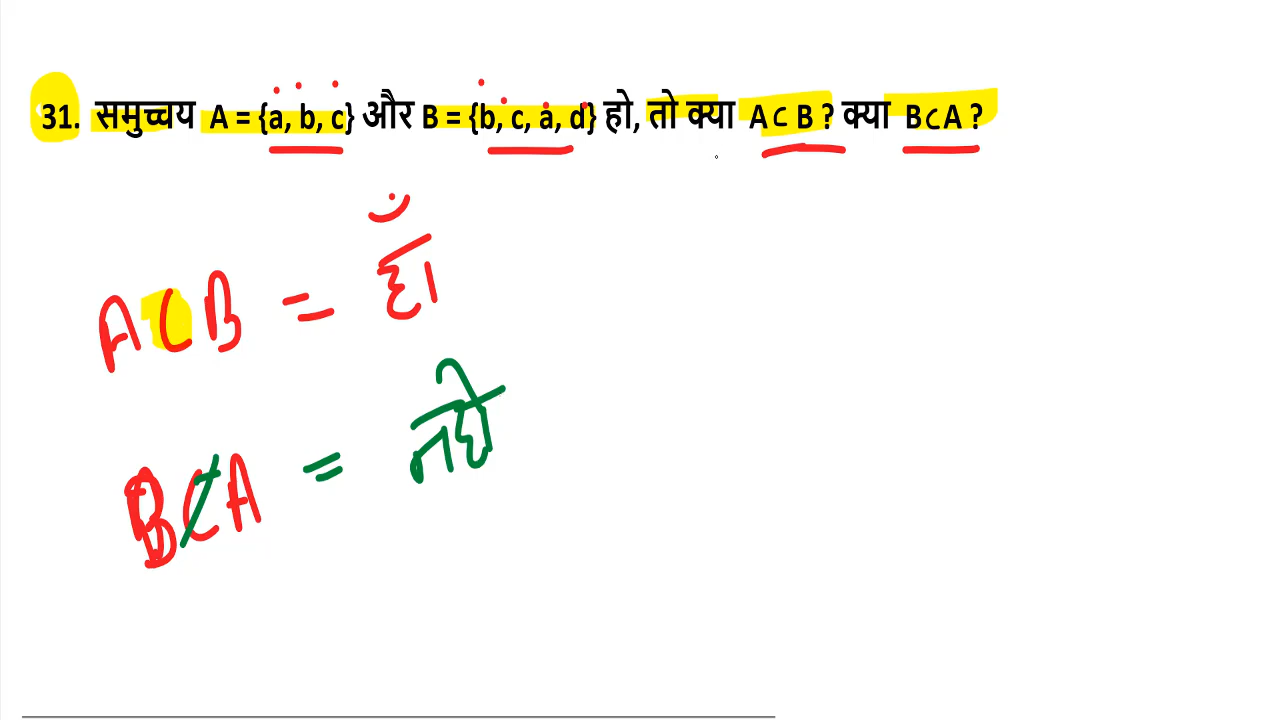 31. समुच्चय A = {a, b, c} और B = {b, c, a, d} हो, तो क्या A⊂ B ? क्या B⊂A ?
A ⊂ B = हां
B ⊄ A = नहीं